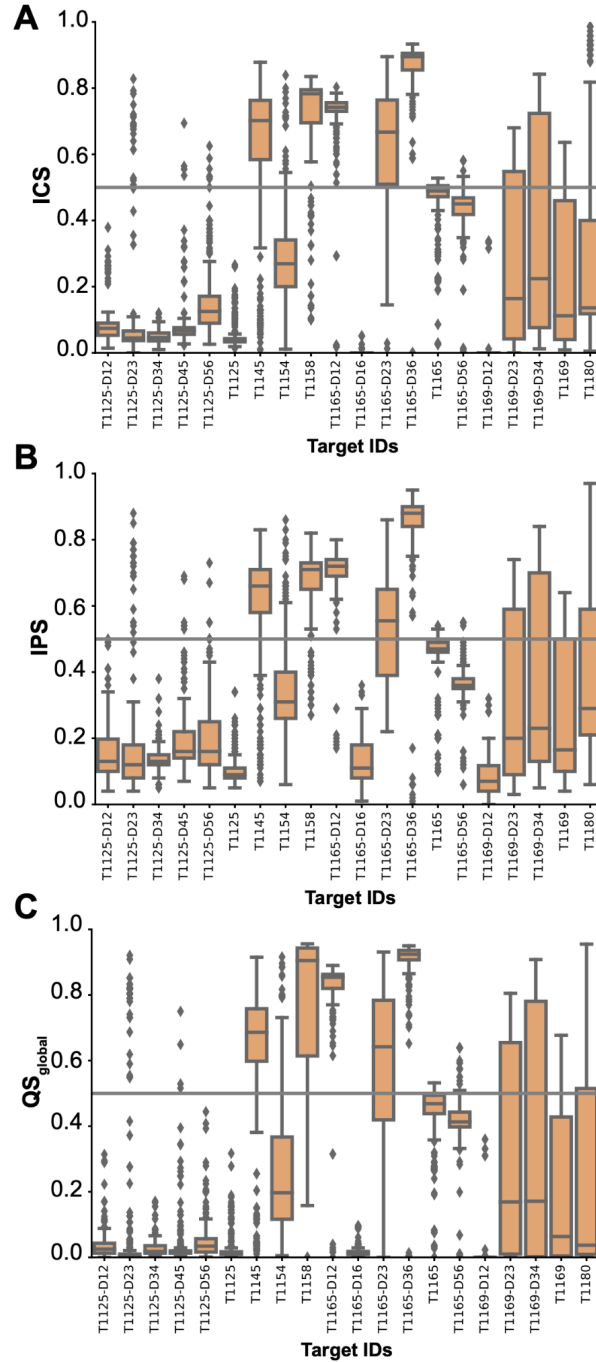 A
ICS
1.0
0.8
0.6
0.4
0.2
0.0
T1125-D12
T1125-D23
T1125-D34
T1125-D45
T1125-D56
T1125
T1145
T1154
T1158
T1165-D12
T1165-D16
T1165-D23
T1165-D36
T1165
T1165-D56
T1169-D12
T1169-D23
T1169-D34
T1169
T1180
Target IDs
B
IPS
1.0
0.8
0.6
0.4
0.2
0.0
T1125-D12
T1125-D23
T1125-D34
T1125-D45
T1125-D56
T1125
T1145
T1154
T1158
T1165-D12
T1165-D16
T1165-D23
T1165-D36
T1165
T1165-D56
T1169-D12
T1169-D23
T1169-D34
T1169
T1180
Target IDs
C
QSglobal
1.0
0.8
0.6
0.4
0.2
0.0
T1125-D12
T1125-D23
T1125-D34
T1125-D45
T1125-D56
T1125
T1145
T1154
T1158
T1165-D12
T1165-D16
T1165-D23
T1165-D36
T1165
T1165-D56
T1169-D12
T1169-D23
T1169-D34
T1169
T1180
Target IDs